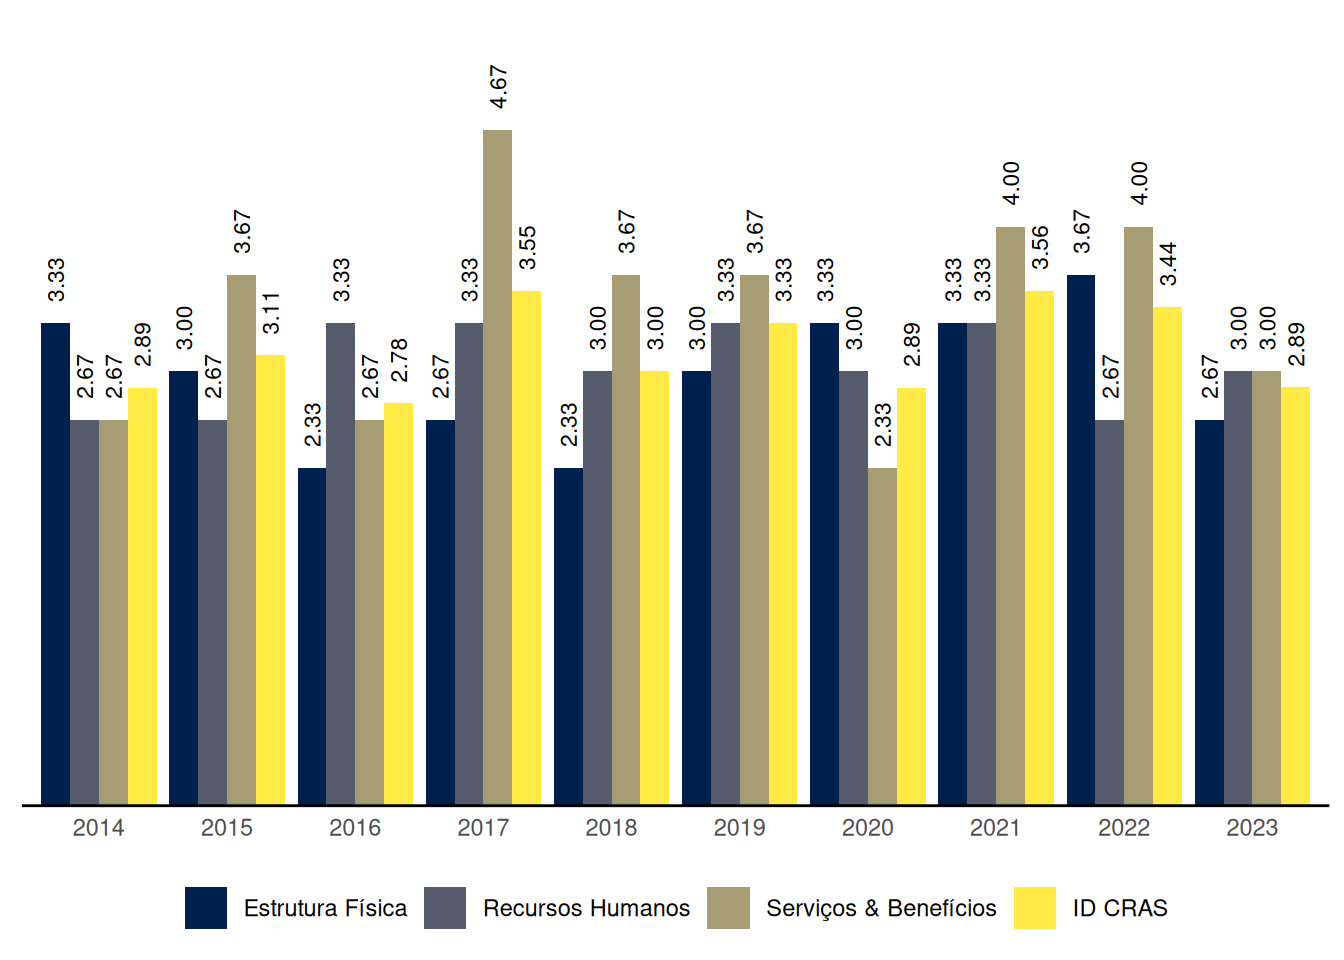 3.33 2.67 2.67 2.89
3.00 2.67 3.67 3.11
2.33 3.33 2.67 2.78
2.67 3.33 4.67 3.55
2.33 3.00 3.67 3.00
3.00 3.33 3.67 3.33
3.33 3.00 2.33 2.89
3.33 3.33 4.00 3.56
3.67 2.67 4.00 3.44
2.67 3.00 3.00 2.89
2014 2015 2016 2017 2018 2019 2020 2021 2022 2023
Estrutura Física Recursos Humanos Serviços & Benefícios ID CRAS